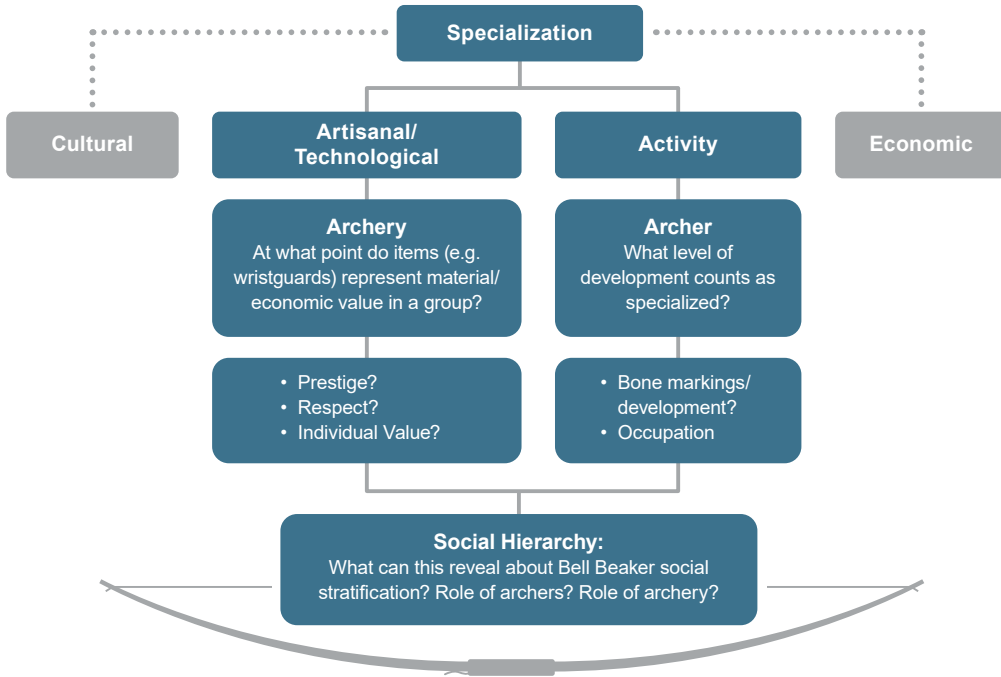 Specialization
Cultural
Artisanal/
Technological
Activity
Economic
Archery
At what point do items (e.g.
wristguards) represent material/
economic value in a group?
Archer
What level of
development counts as
specialized?
• Prestige?
• Respect?
• Individual Value?
• Bone markings/
development?
• Occupation
Social Hierarchy:
What can this reveal about Bell Beaker social
stratification? Role of archers? Role of archery?